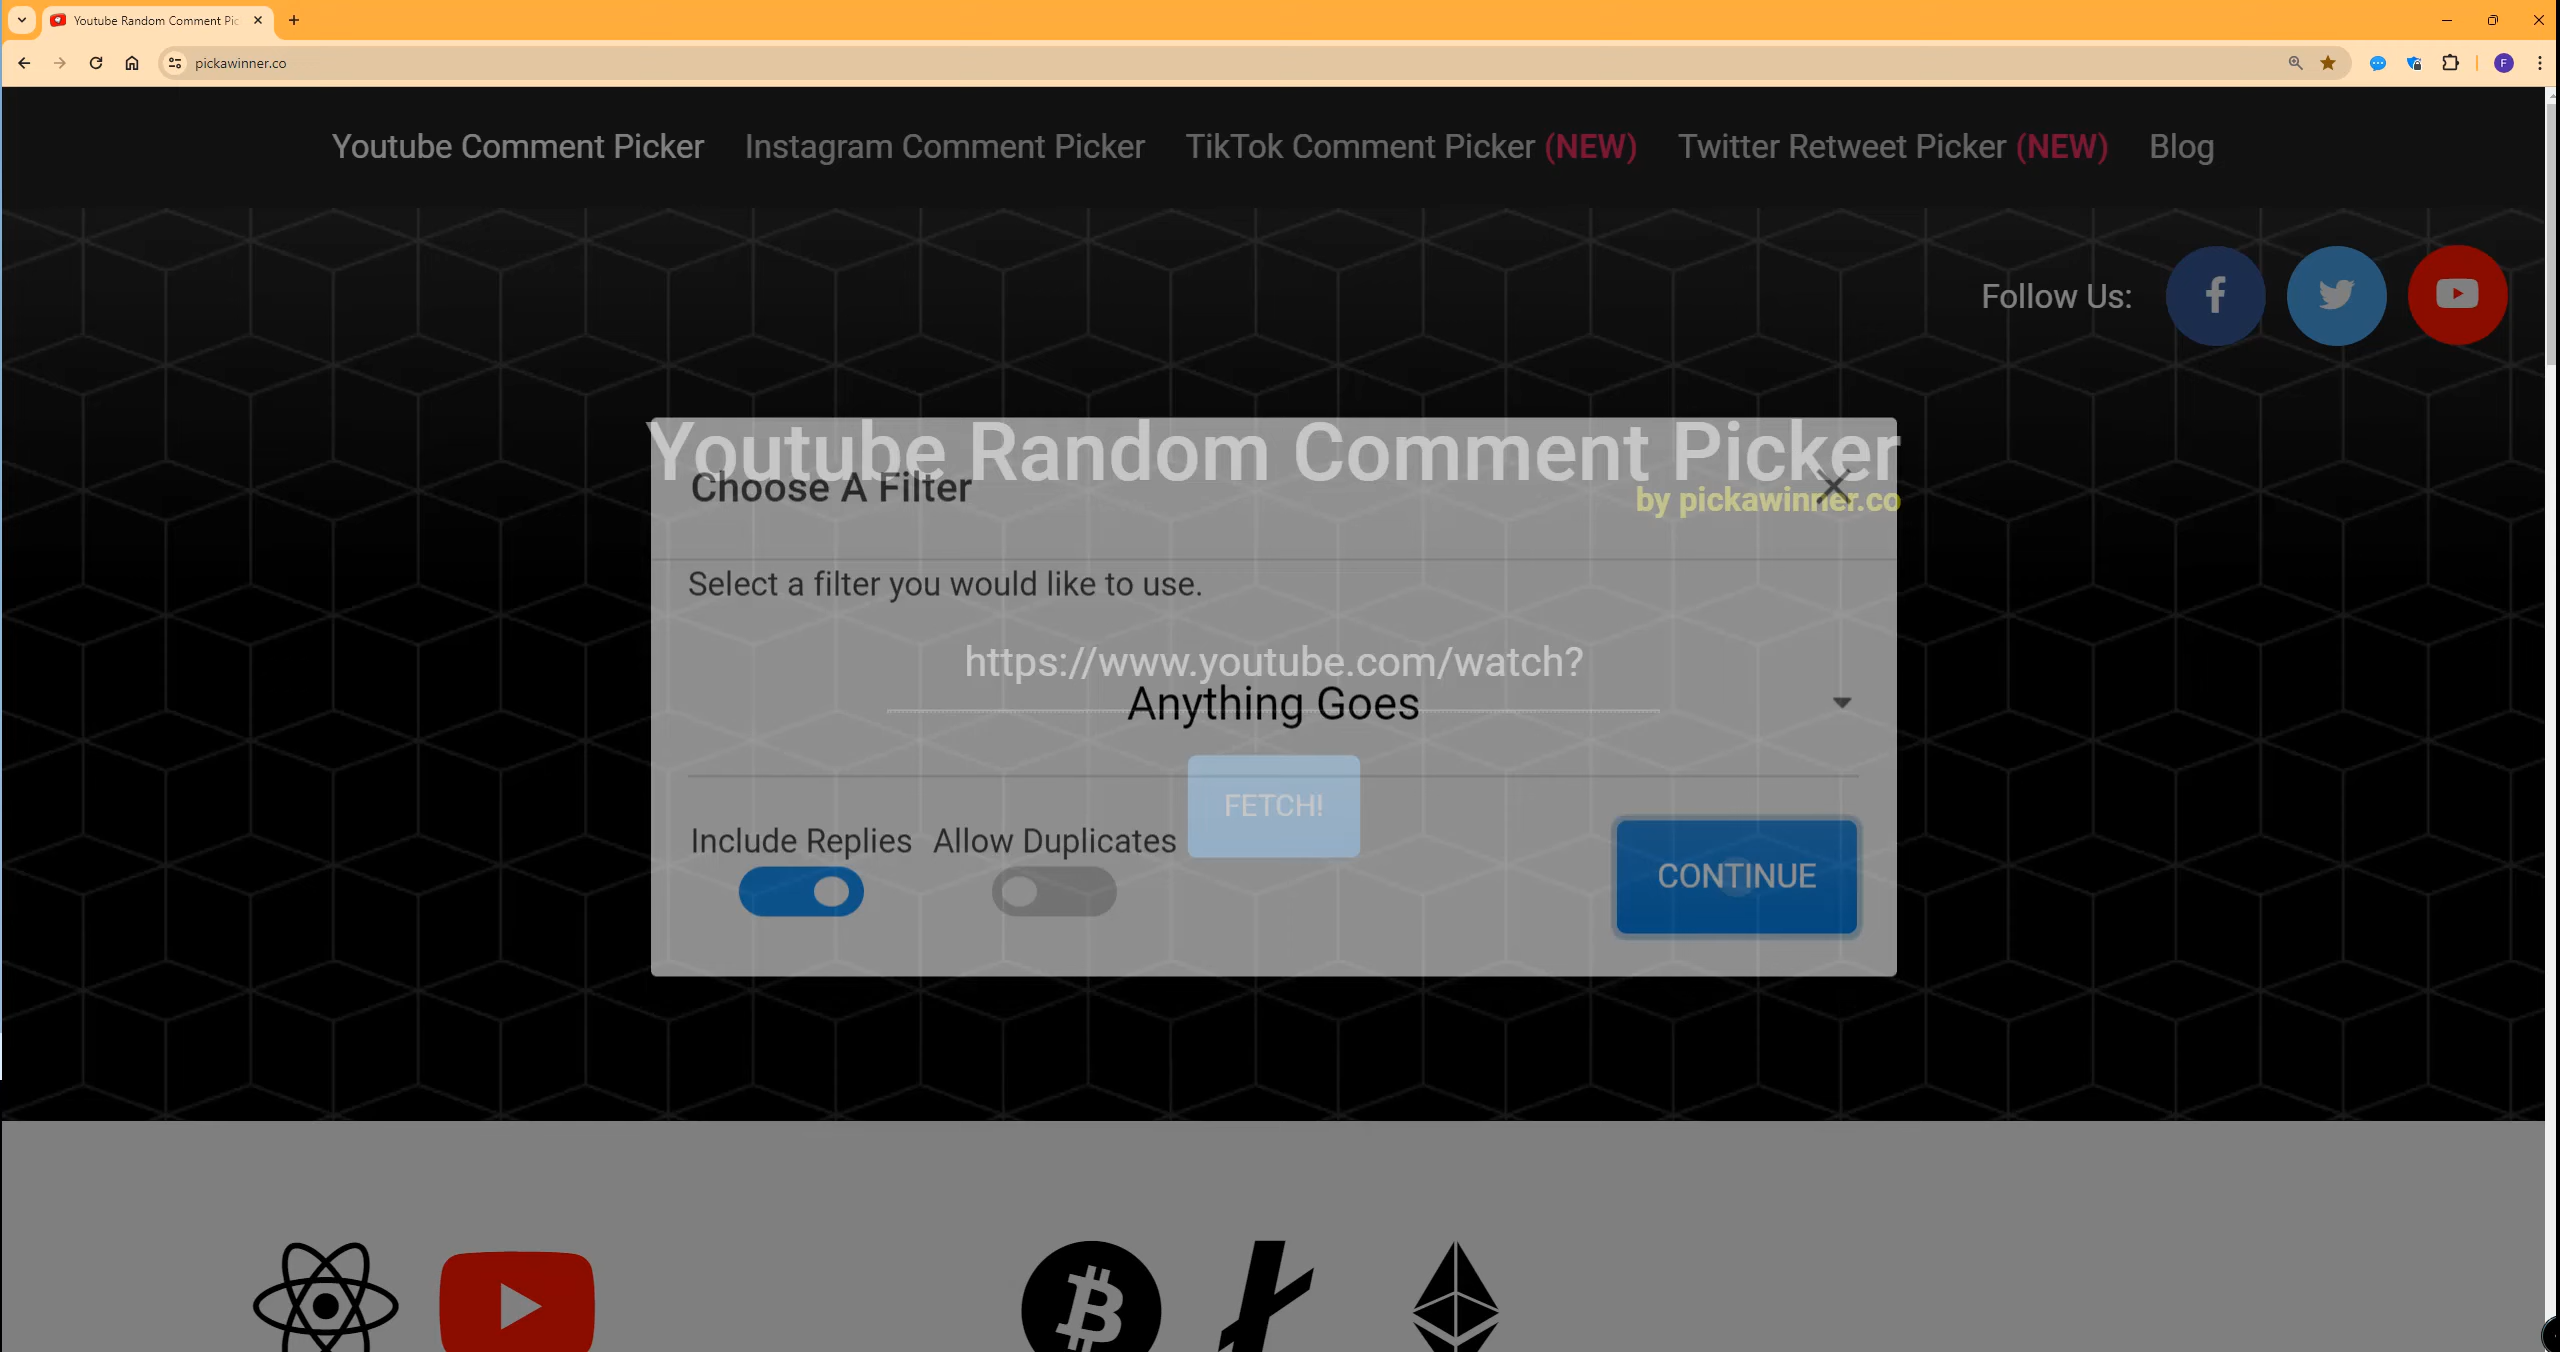 Youtube Random Comment Pic
pickawinner.co
F
Youtube Comment Picker Instagram Comment Picker TikTok Comment Picker (NEW) Twitter Retweet Picker (NEW) Blog
Follow Us:
Youtube Random Comment Picker
by pickawinner.co
Choose A Filter
Select a filter you would like to use.
https://www.youtube.com/watch?
Anything Goes
FETCH!
Include Replies Allow Duplicates
CONTINUE